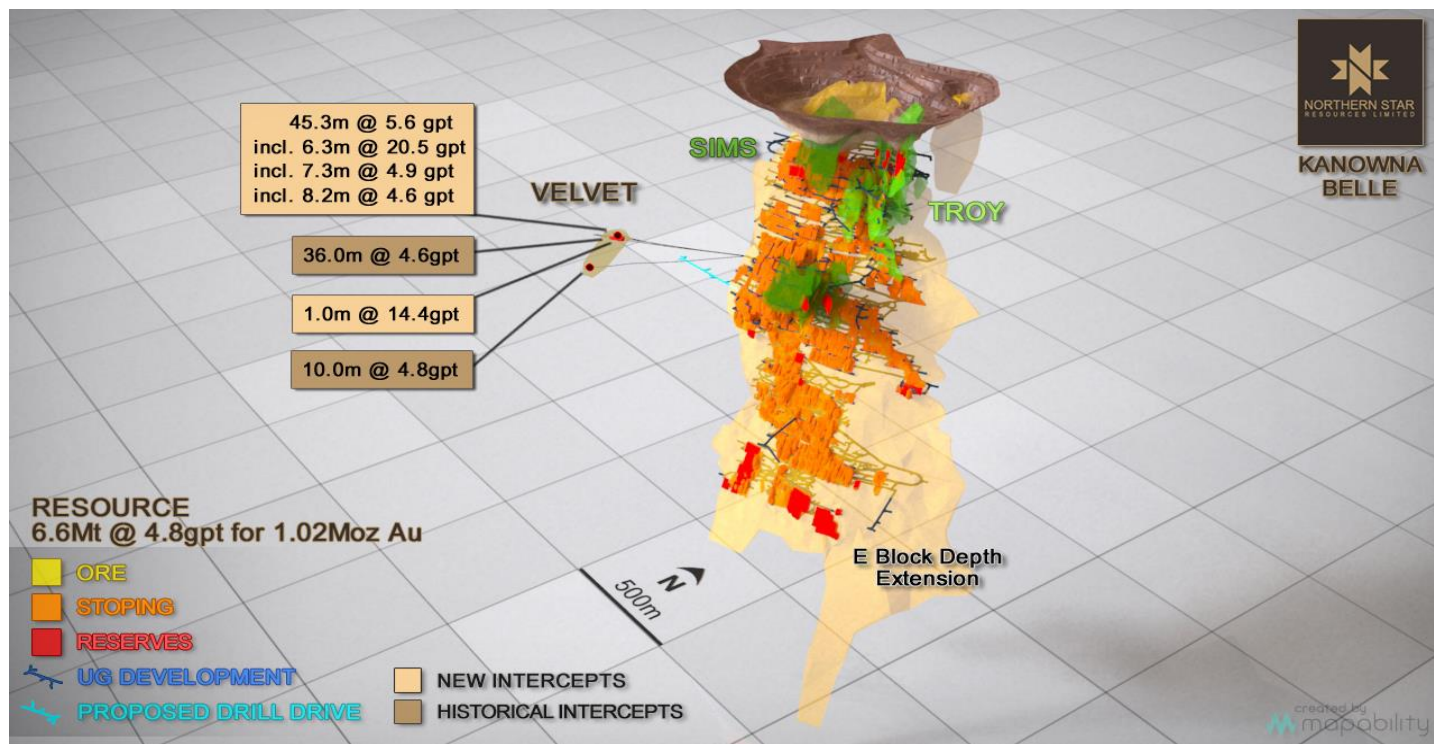 NORTHERN STAR
RESOURCES LIMITED
KANOWNA
BELLE
45.3m @ 5.6 gpt
incl. 6.3m @ 20.5 gpt
incl. 7.3m @ 4.9 gpt
incl. 8.2m @ 4.6 gpt
VELVET
SIMS
TROY
36.0m @ 4.6gpt
1.0m @ 14.4gpt
10.0m @ 4.8gpt
E Block Depth
Extension
N
500m
RESOURCE
6.6Mt @ 4.8gpt for 1.02Moz Au
ORE
STOPING
RESERVES
UG DEVELOPMENT
PROPOSED DRILL DRIVE
NEW INTERCEPTS
HISTORICAL INTERCEPTS
created by
mapability